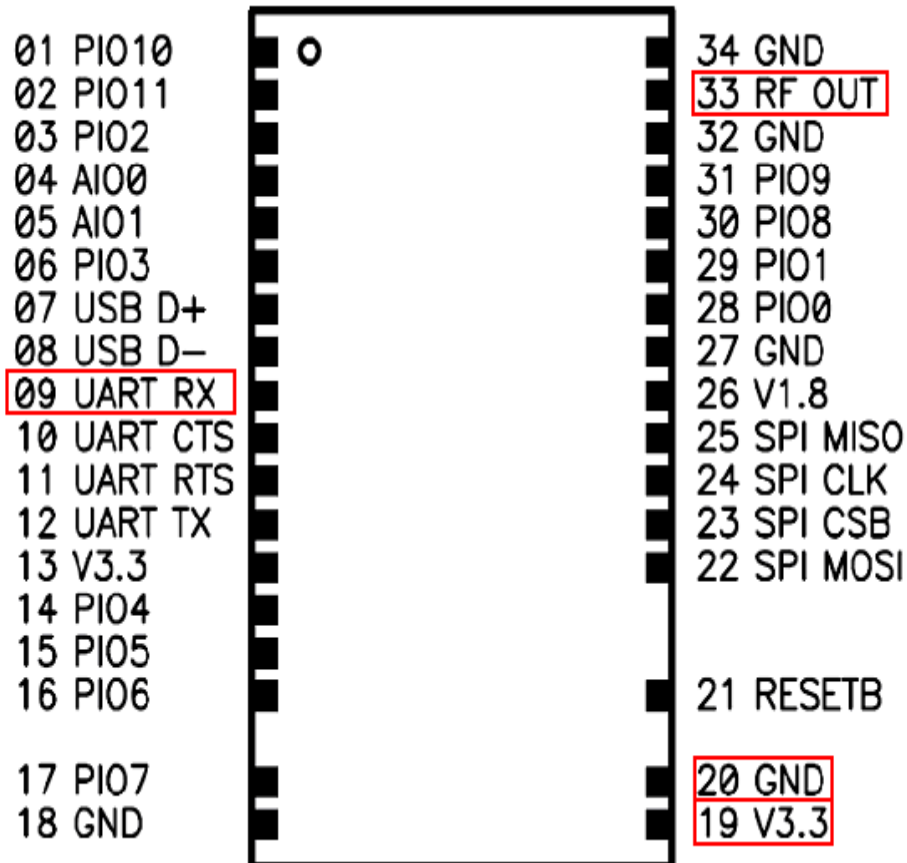 01 PIO10
02 PIO11
03 PIO2
04 AIO0
05 AIO1
06 PIO3
07 USB D+
08 USB D-
09 UART RX
10 UART CTS
11 UART RTS
12 UART TX
13 V3.3
14 PIO4
15 PIO5
16 PIO6
17 PIO7
18 GND
34 GND
33 RF OUT
32 GND
31 PIO9
30 PIO8
29 PIO1
28 PIO0
27 GND
26 V1.8
25 SPI MISO
24 SPI CLK
23 SPI CSB
22 SPI MOSI
21 RESETB
20 GND
19 V3.3